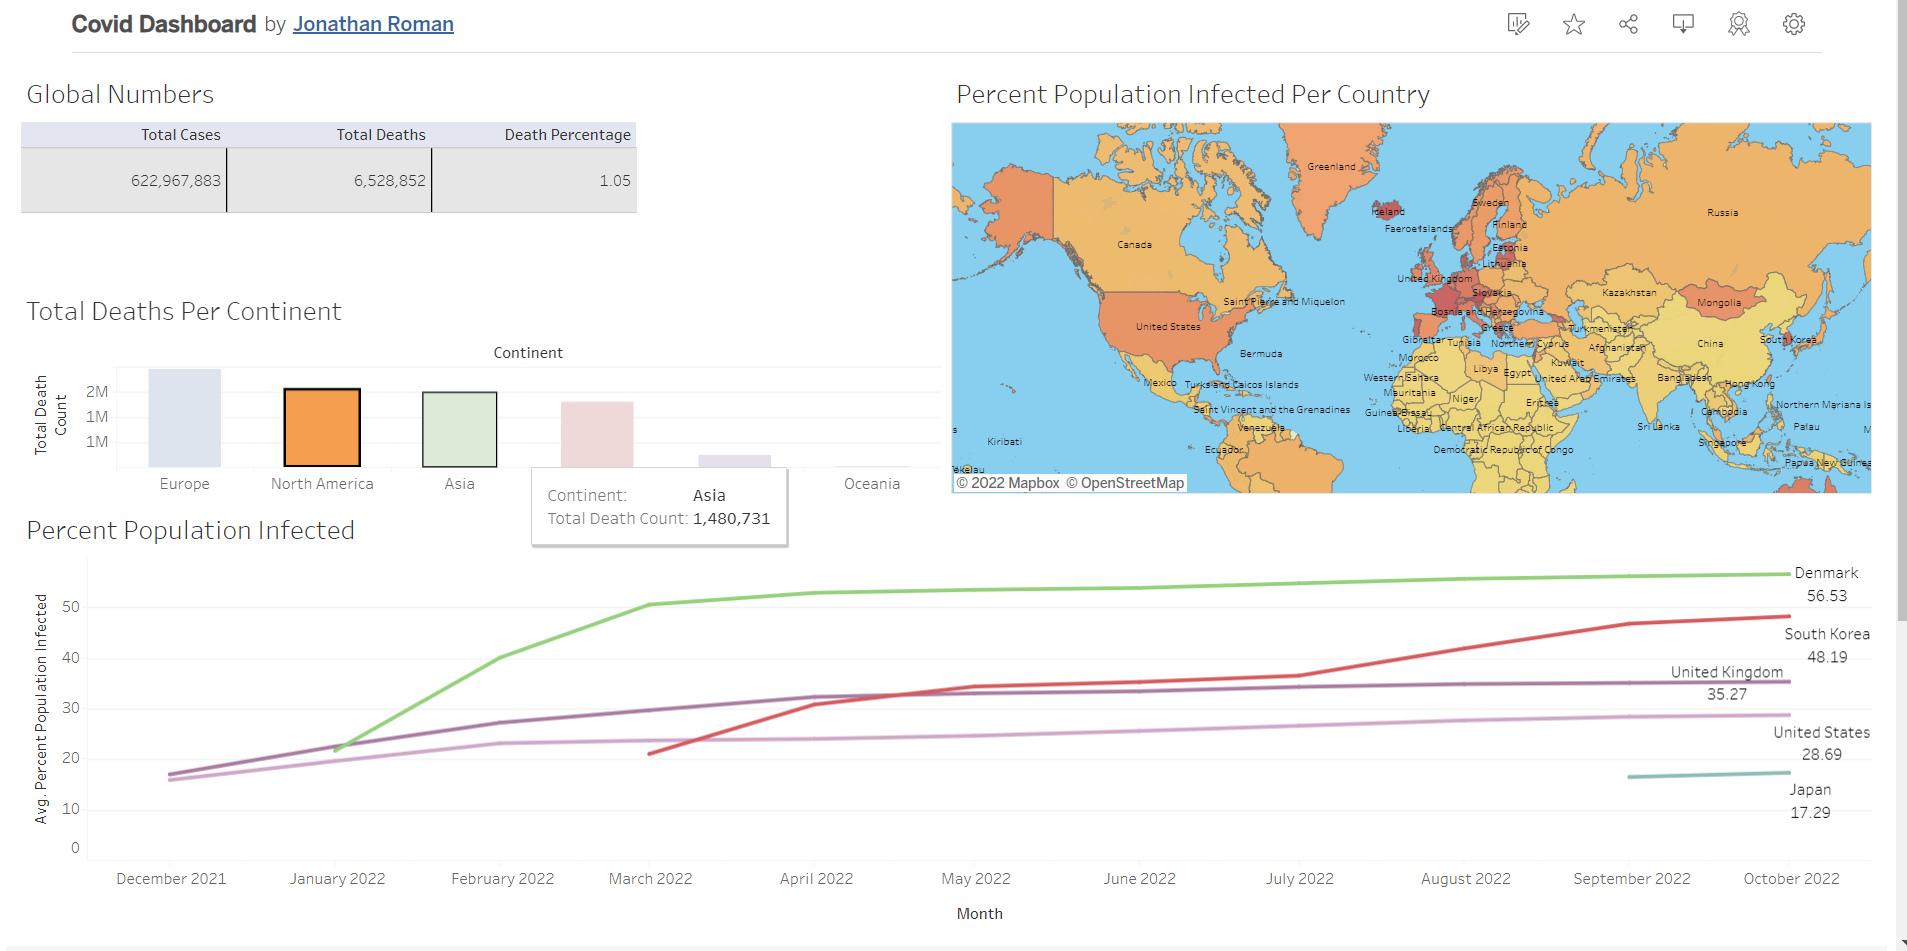 Covid Dashboard by Jonathan Roman
Global Numbers
Total Cases Total Deaths Death Percentage
622,967,883 6,528,852 1.05
Total Deaths Per Continent
Continent
Total Death
Count
2M
1M
1M
Europe North America Asia Oceania
Continent: Asia
Total Death Count: 1,480,731
Percent Population Infected Per Country
Greenland
Iceland
Sweden
Russia
Faeroe Islands
Finland
Canada
Estonia
Lithuania
United Kingdom
Slovakia
Kazakhstan
Saint Pierre and Miquelon
Mongolia
Bosnia and Herzegovina
United States
Greece
Turkmenistan
Gibraltar
Tunisia
Northern Cyprus
Afghanistan
China
South Korea
Bermuda
Morocco
Kuwait
Libya
Egypt
Mexico
Turks and Caicos Islands
Western Sahara
United Arab Emirates
Bangladesh
Hong Kong
Mauritania
Niger
Eritrea
Saint Vincent and the Grenadines
Guinea-Bissau
Cambodia
Northern Mariana Is
Venezuela
Liberia
Central African Republic
Sri Lanka
Palau
M
s
Kiribati
Ecuador
Democratic Republic of Congo
Singapore
okelau
Papua New Guinea
© 2022 Mapbox © OpenStreetMap
Percent Population Infected
Avg. Percent Population Infected
50
40
30
20
10
0
Denmark
56.53
South Korea
48.19
United Kingdom
35.27
United States
28.69
Japan
17.29
December 2021 January 2022 February 2022 March 2022 April 2022 May 2022 June 2022 July 2022 August 2022 September 2022 October 2022
Month